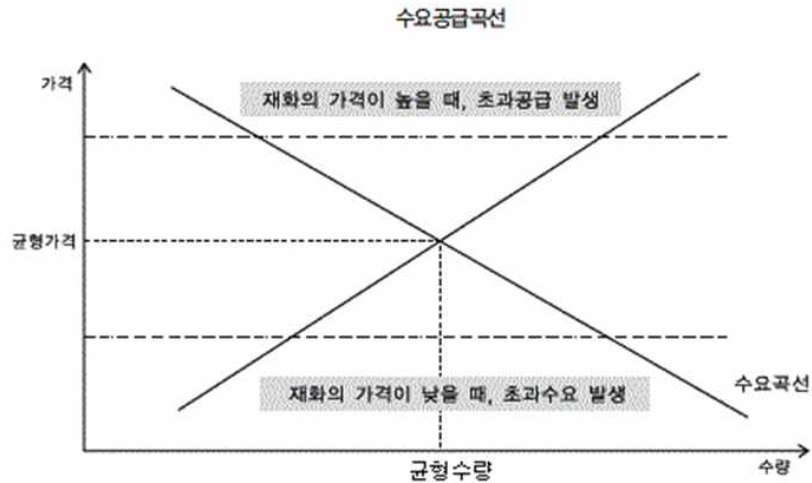 수요공급곡선
가격
재화의 가격이 높을 때, 초과공급 발생
균형가격
재화의 가격이 낮을 때, 초과수요 발생
수요곡선
균형수량
수량